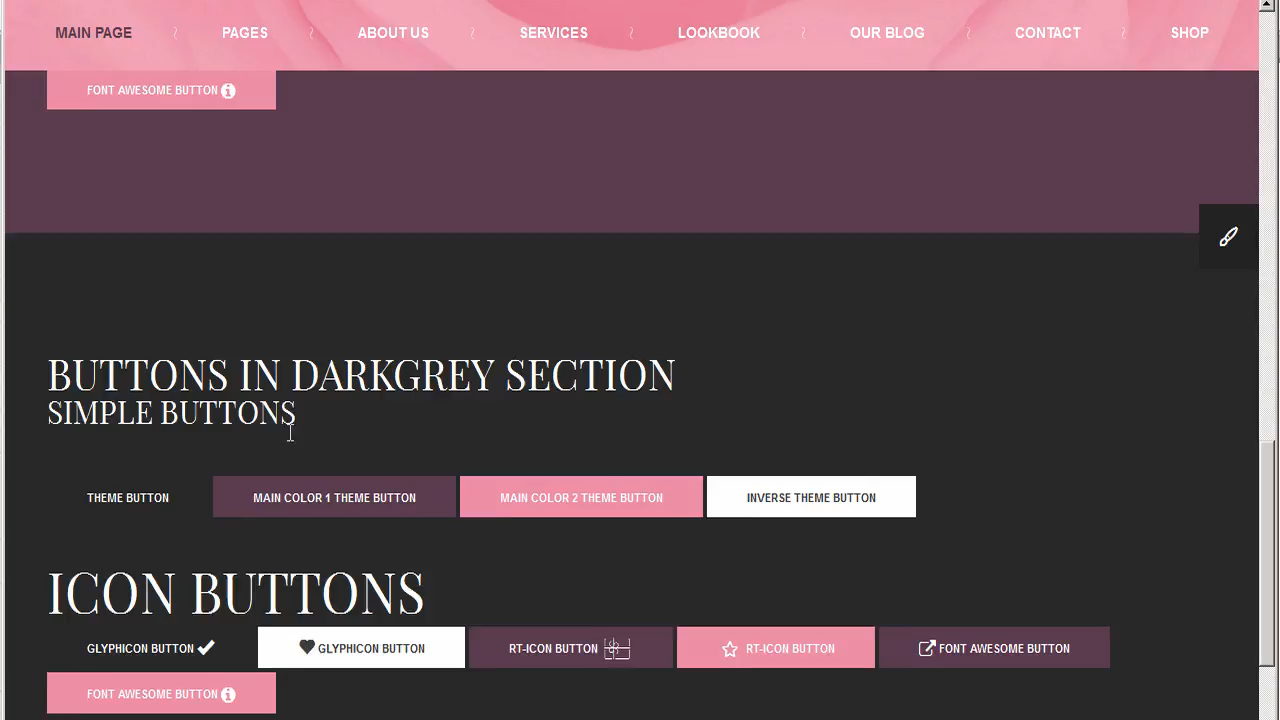 MAIN PAGE PAGES ABOUT US SERVICES LOOKBOOK OUR BLOG CONTACT SHOP
FONT AWESOME BUTTON
BUTTONS IN DARKGREY SECTION
SIMPLE BUTTONS
THEME BUTTON MAIN COLOR 1 THEME BUTTON MAIN COLOR 2 THEME BUTTON INVERSE THEME BUTTON
ICON BUTTONS
GLYPHICON BUTTON GLYPHICON BUTTON RT-ICON BUTTON RT-ICON BUTTON FONT AWESOME BUTTON
FONT AWESOME BUTTON